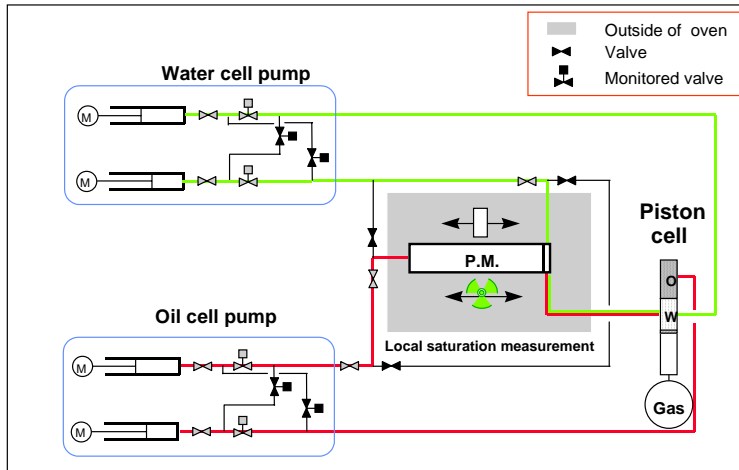 Outside of oven
Valve
Monitored valve
Water cell pump
M
M
Piston
cell
P.M.
O
W
Oil cell pump
Local saturation measurement
M
M
Gas